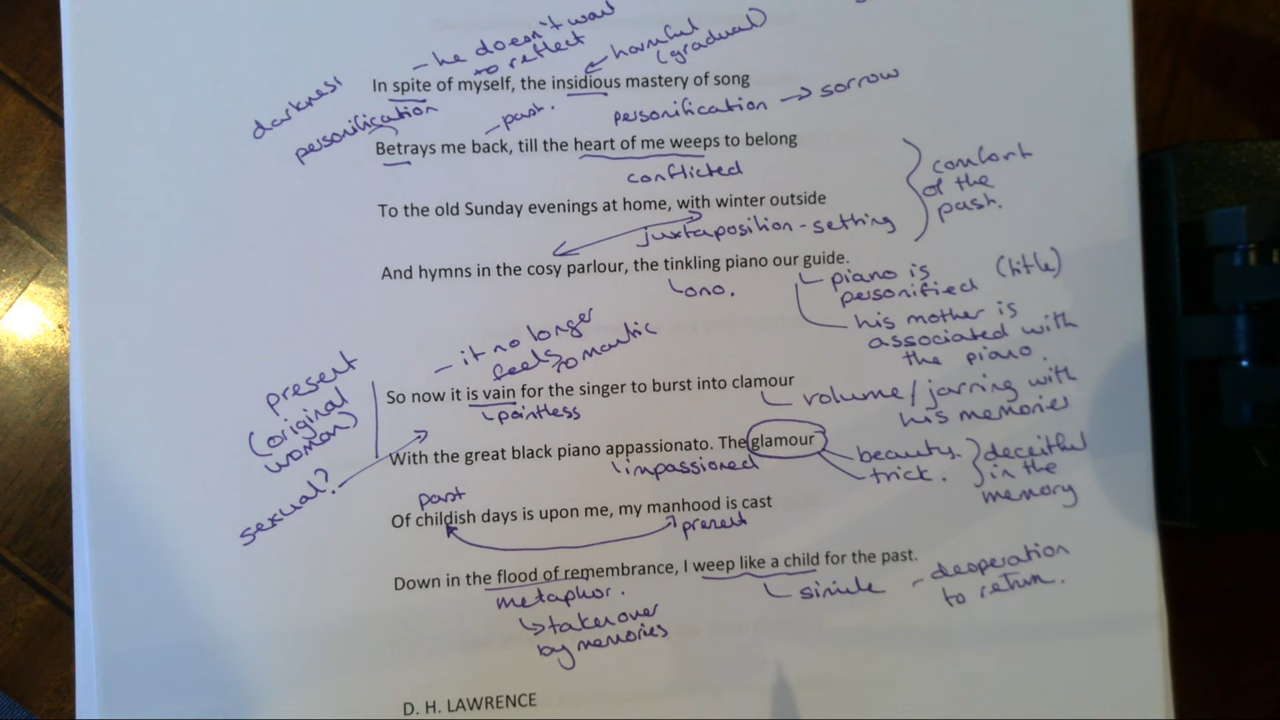 - he doesn't want
to reflect
harmful
(gradual)
darkness
In spite of myself, the insidious mastery of song
personification
- past.
personification → sorrow
Betrays me back, till the heart of me weeps to belong
conflicted
comfort
of the
past.
To the old Sunday evenings at home, with winter outside
juxtaposition - setting
And hymns in the cosy parlour, the tinkling piano our guide.
ono.
piano is
personified
(title)
his mother is
associated with
the piano.
- it no longer
feels romantic
present
(original
woman)
So now it is vain for the singer to burst into clamour
pointless
volume/jarring with
his memories
With the great black piano appassionato. The glamour
impassioned
beauty.
trick.
deceitful
in the
memory
sexual?
past
Of childish days is upon me, my manhood is cast
present
Down in the flood of remembrance, I weep like a child for the past.
metaphor.
→ takeover
by memories
simile - desperation
to return.
D. H. LAWRENCE